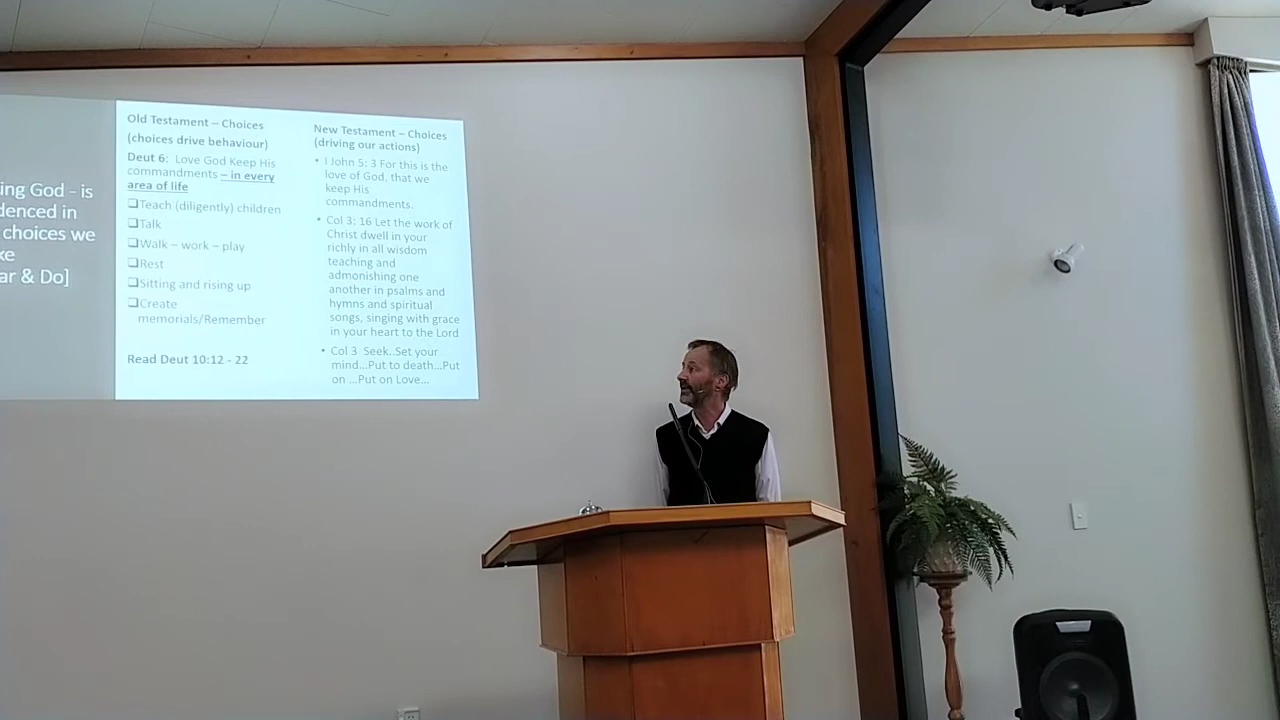 ing God - is
denced in
choices we
ke
ar & Do]
Old Testament – Choices
(choices drive behaviour)
Deut 6: Love God Keep His
commandments – in every
area of life
❑Teach (diligently) children
❑Talk
❑Walk – work – play
❑Rest
❑Sitting and rising up
❑Create
memorials/Remember
Read Deut 10:12 - 22
New Testament – Choices
(driving our actions)
• I John 5: 3 For this is the
love of God, that we
keep His
commandments.
• Col 3: 16 Let the work of
Christ dwell in your
richly in all wisdom
teaching and
admonishing one
another in psalms and
hymns and spiritual
songs, singing with grace
in your heart to the Lord
• Col 3 Seek..Set your
mind...Put to death...Put
on ...Put on Love...